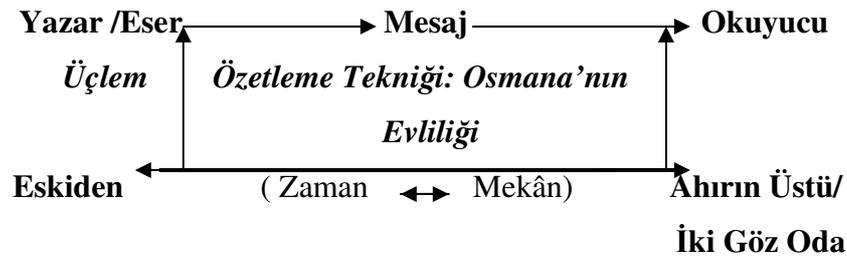 Yazar /Eser Mesaj Okuyucu
Üçlem Özetleme Tekniği: Osmana’nın
Evliliği
Eskiden ( Zaman Mekân) Ahırın Üstü/
İki Göz Oda